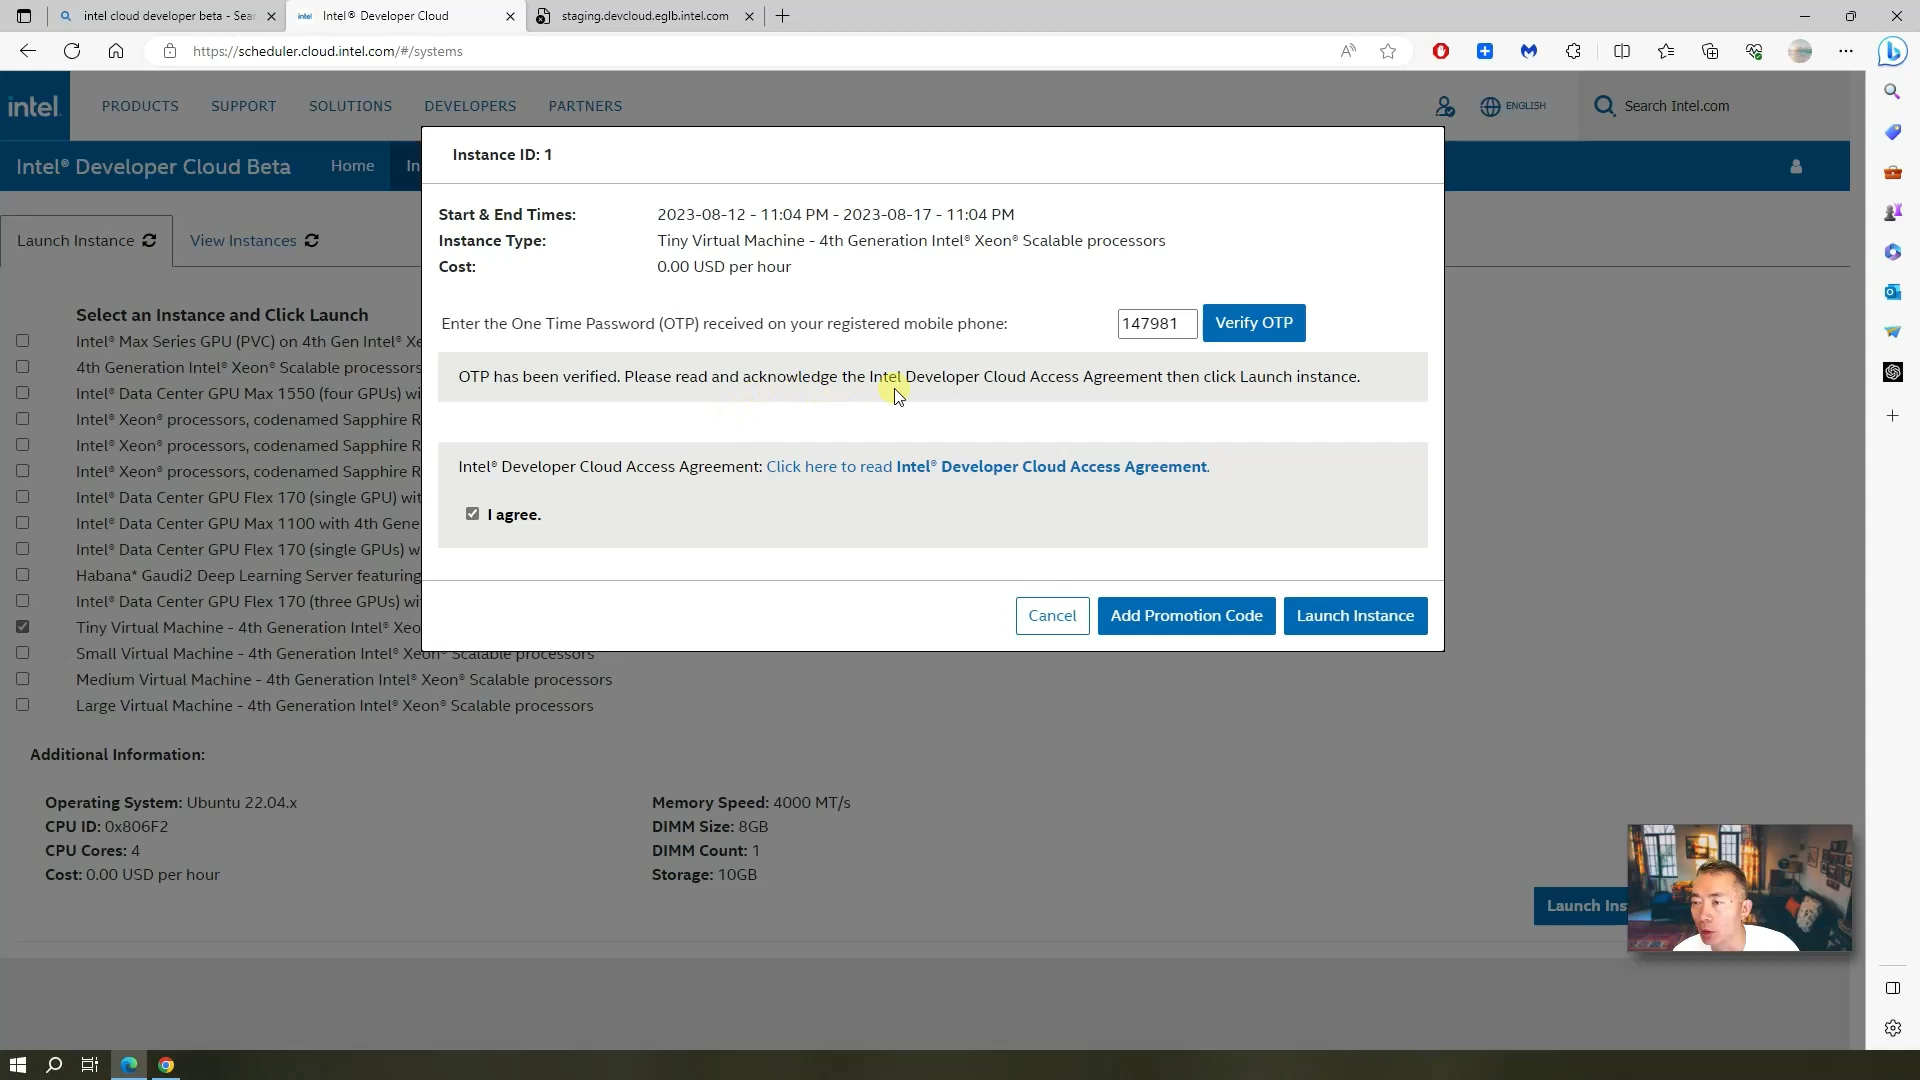 intel cloud developer beta - Sear
Intel® Developer Cloud
staging.devcloud.eglb.intel.com
https://scheduler.cloud.intel.com/#/systems
intel.
PRODUCTS
SUPPORT
SOLUTIONS
DEVELOPERS
PARTNERS
ENGLISH
Search Intel.com
Intel® Developer Cloud Beta
Home
In
Launch Instance
View Instances
Instance ID: 1
Start & End Times: 2023-08-12 - 11:04 PM - 2023-08-17 - 11:04 PM
Instance Type: Tiny Virtual Machine - 4th Generation Intel® Xeon® Scalable processors
Cost: 0.00 USD per hour
Enter the One Time Password (OTP) received on your registered mobile phone: 147981 Verify OTP
OTP has been verified. Please read and acknowledge the Intel Developer Cloud Access Agreement then click Launch instance.
Intel® Developer Cloud Access Agreement: Click here to read Intel® Developer Cloud Access Agreement.
I agree.
Cancel
Add Promotion Code
Launch Instance
Select an Instance and Click Launch
Intel® Max Series GPU (PVC) on 4th Gen Intel® Xe
4th Generation Intel® Xeon® Scalable processors
Intel® Data Center GPU Max 1550 (four GPUs) wi
Intel® Xeon® processors, codenamed Sapphire R
Intel® Xeon® processors, codenamed Sapphire R
Intel® Xeon® processors, codenamed Sapphire R
Intel® Data Center GPU Flex 170 (single GPU) wit
Intel® Data Center GPU Max 1100 with 4th Gene
Intel® Data Center GPU Flex 170 (single GPUs) w
Habana* Gaudi2 Deep Learning Server featuring
Intel® Data Center GPU Flex 170 (three GPUs) wi
Tiny Virtual Machine - 4th Generation Intel® Xeo
Small Virtual Machine - 4th Generation Intel® Xeon® Scalable processors
Medium Virtual Machine - 4th Generation Intel® Xeon® Scalable processors
Large Virtual Machine - 4th Generation Intel® Xeon® Scalable processors
Additional Information:
Operating System: Ubuntu 22.04.x
CPU ID: 0x806F2
CPU Cores: 4
Cost: 0.00 USD per hour
Memory Speed: 4000 MT/s
DIMM Size: 8GB
DIMM Count: 1
Storage: 10GB
Launch Ins